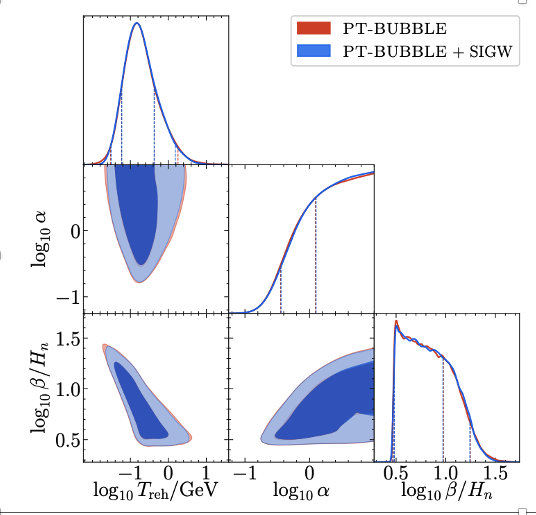 PT-BUBBLE
PT-BUBBLE + SIGW
log₁₀ α
0
−1
log₁₀ β/Hₙ
1.5
1.0
0.5
−1 0 1
log₁₀ T_reh/GeV
−1 0
log₁₀ α
0.5 1.0 1.5
log₁₀ β/Hₙ